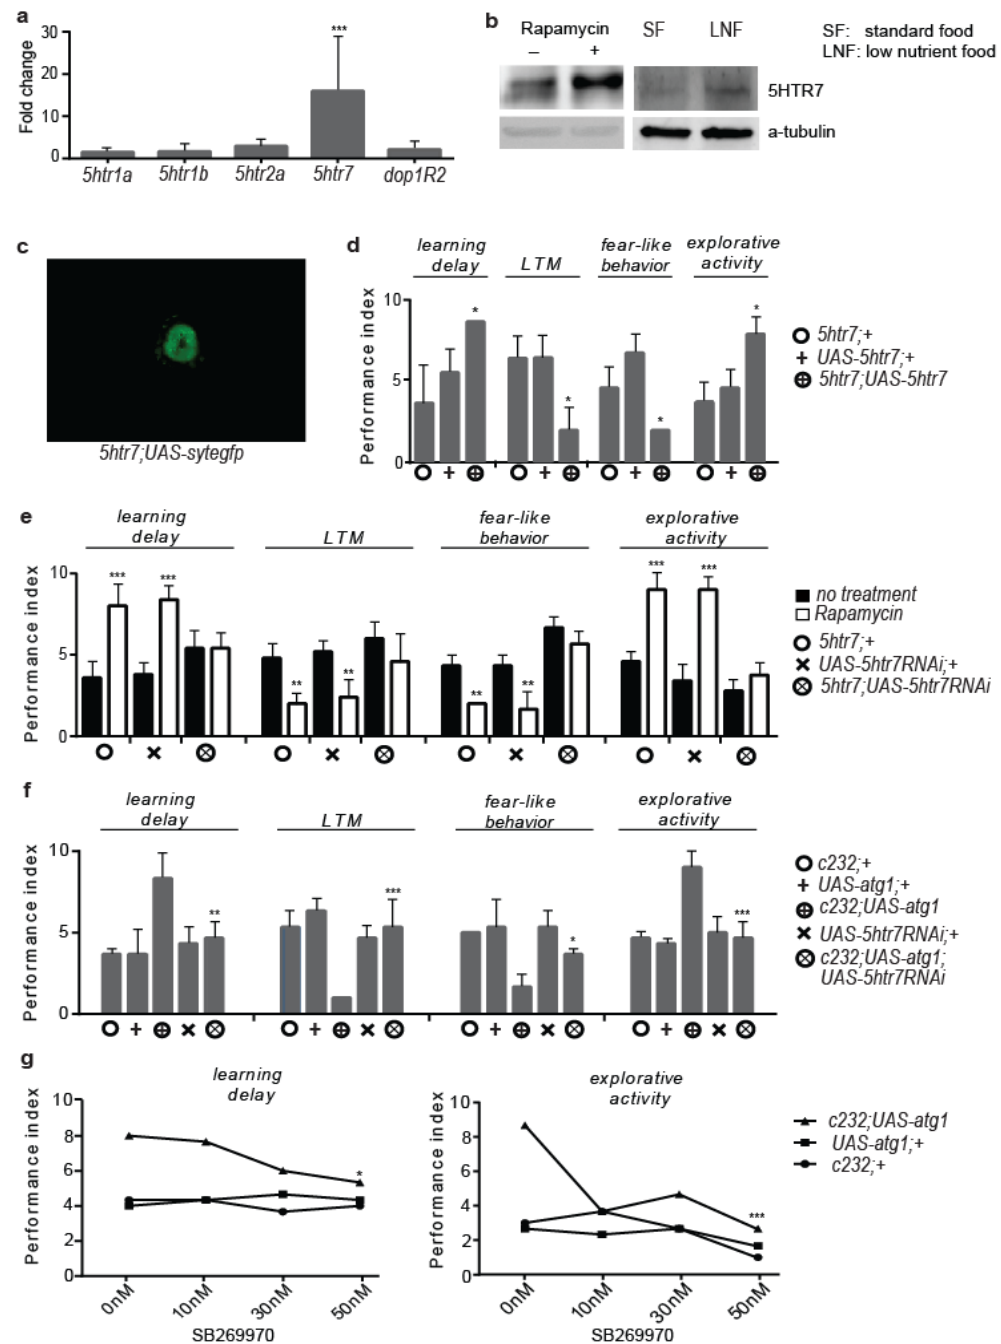 a
Fold change
30
20
10
0
***
5htr1a 5htr1b 5htr2a 5htr7 dop1R2
b
Rapamycin SF LNF
– +
5HTR7
a-tubulin
SF: standard food
LNF: low nutrient food
c
5htr7;UAS-sytegfp
d
learning delay
LTM
fear-like behavior
explorative activity
Performance index
10
5
0
* * * *
O + ⊕ O + ⊕ O + ⊕ O + ⊕
O 5htr7;+
+ UAS-5htr7;+
⊕ 5htr7;UAS-5htr7
e
learning delay
LTM
fear-like behavior
explorative activity
Performance index
10
5
0
*** *** ** ** ** ** *** ***
O × ⊗ O × ⊗ O × ⊗ O × ⊗
no treatment
Rapamycin
O 5htr7;+
× UAS-5htr7RNAi;+
⊗ 5htr7;UAS-5htr7RNAi
f
learning delay
LTM
fear-like behavior
explorative activity
Performance index
10
5
0
** *** * ***
O + ⊕ × ⊗ O + ⊕ × ⊗ O + ⊕ × ⊗ O + ⊕ × ⊗
O c232;+
+ UAS-atg1;+
⊕ c232;UAS-atg1
× UAS-5htr7RNAi;+
⊗ c232;UAS-atg1;
UAS-5htr7RNAi
g
learning delay
Performance index
10
8
6
4
2
0
*
0nM 10nM 30nM 50nM
SB269970
explorative activity
Performance index
10
8
6
4
2
0
***
0nM 10nM 30nM 50nM
SB269970
c232;UAS-atg1
UAS-atg1;+
c232;+